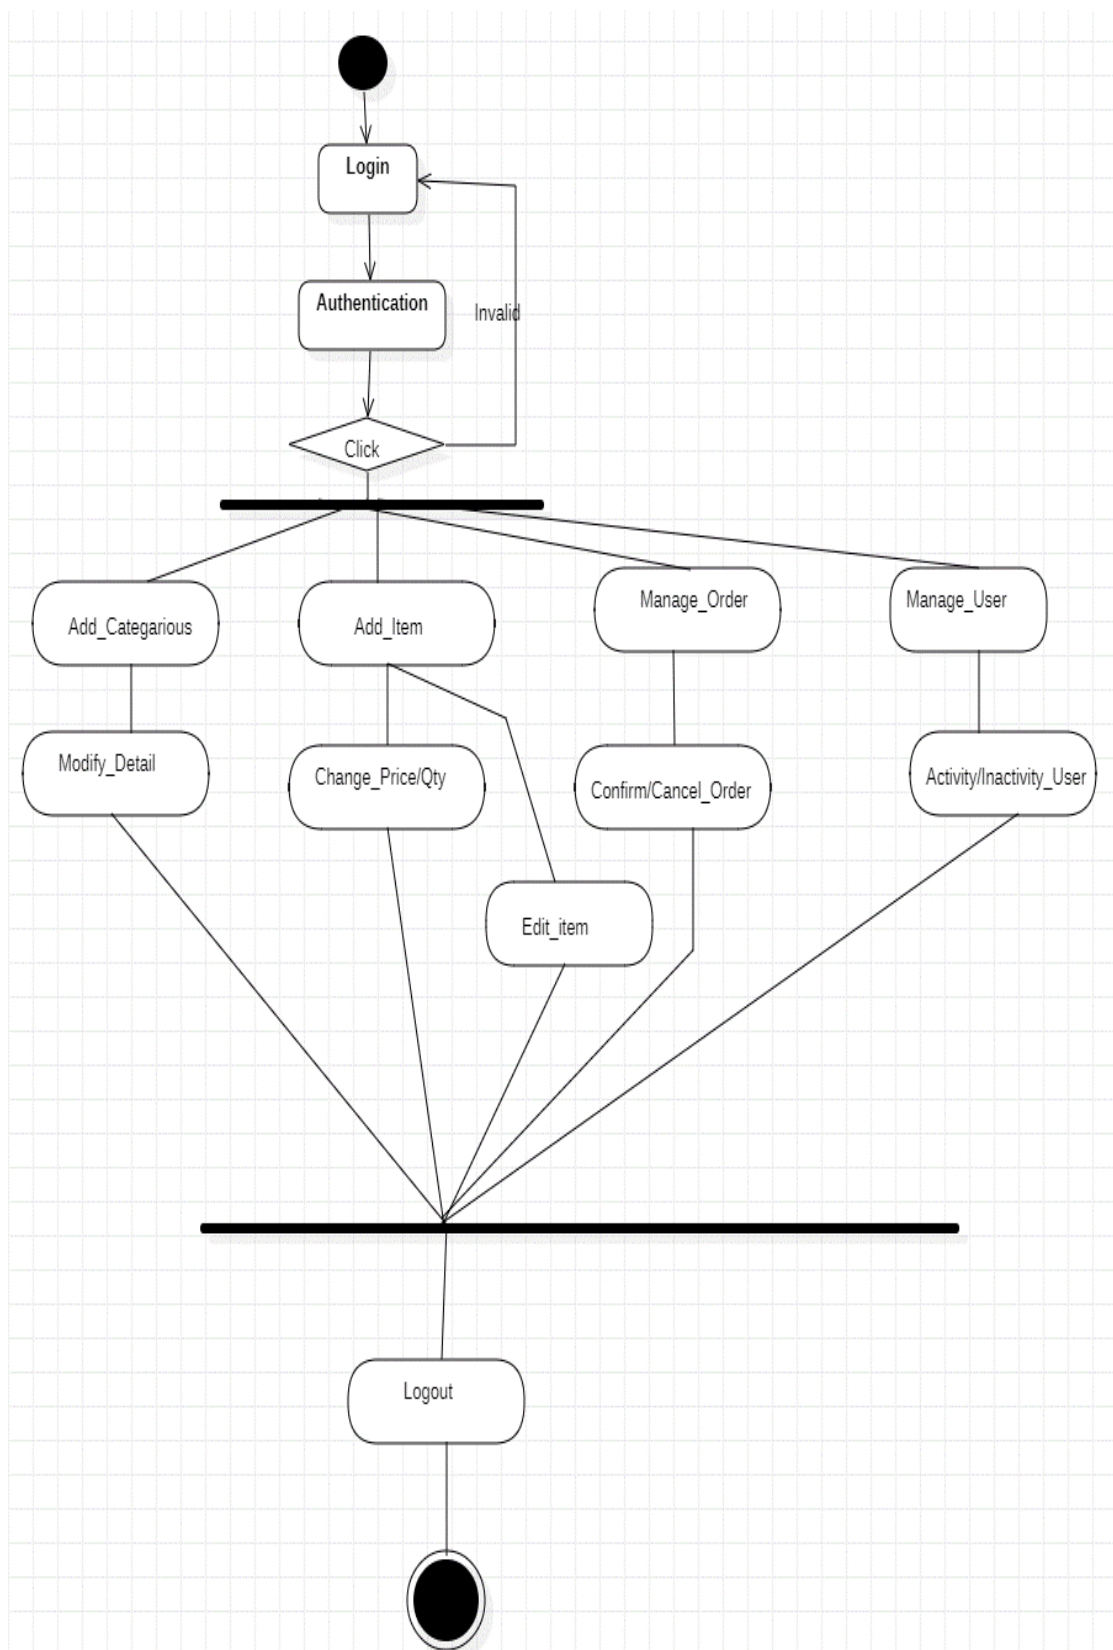 Login
Authentication
Invalid
Click
Add_Categarious
Add_Item
Manage_Order
Manage_User
Modify_Detail
Change_Price/Qty
Confirm/Cancel_Order
Activity/Inactivity_User
Edit_item
Logout